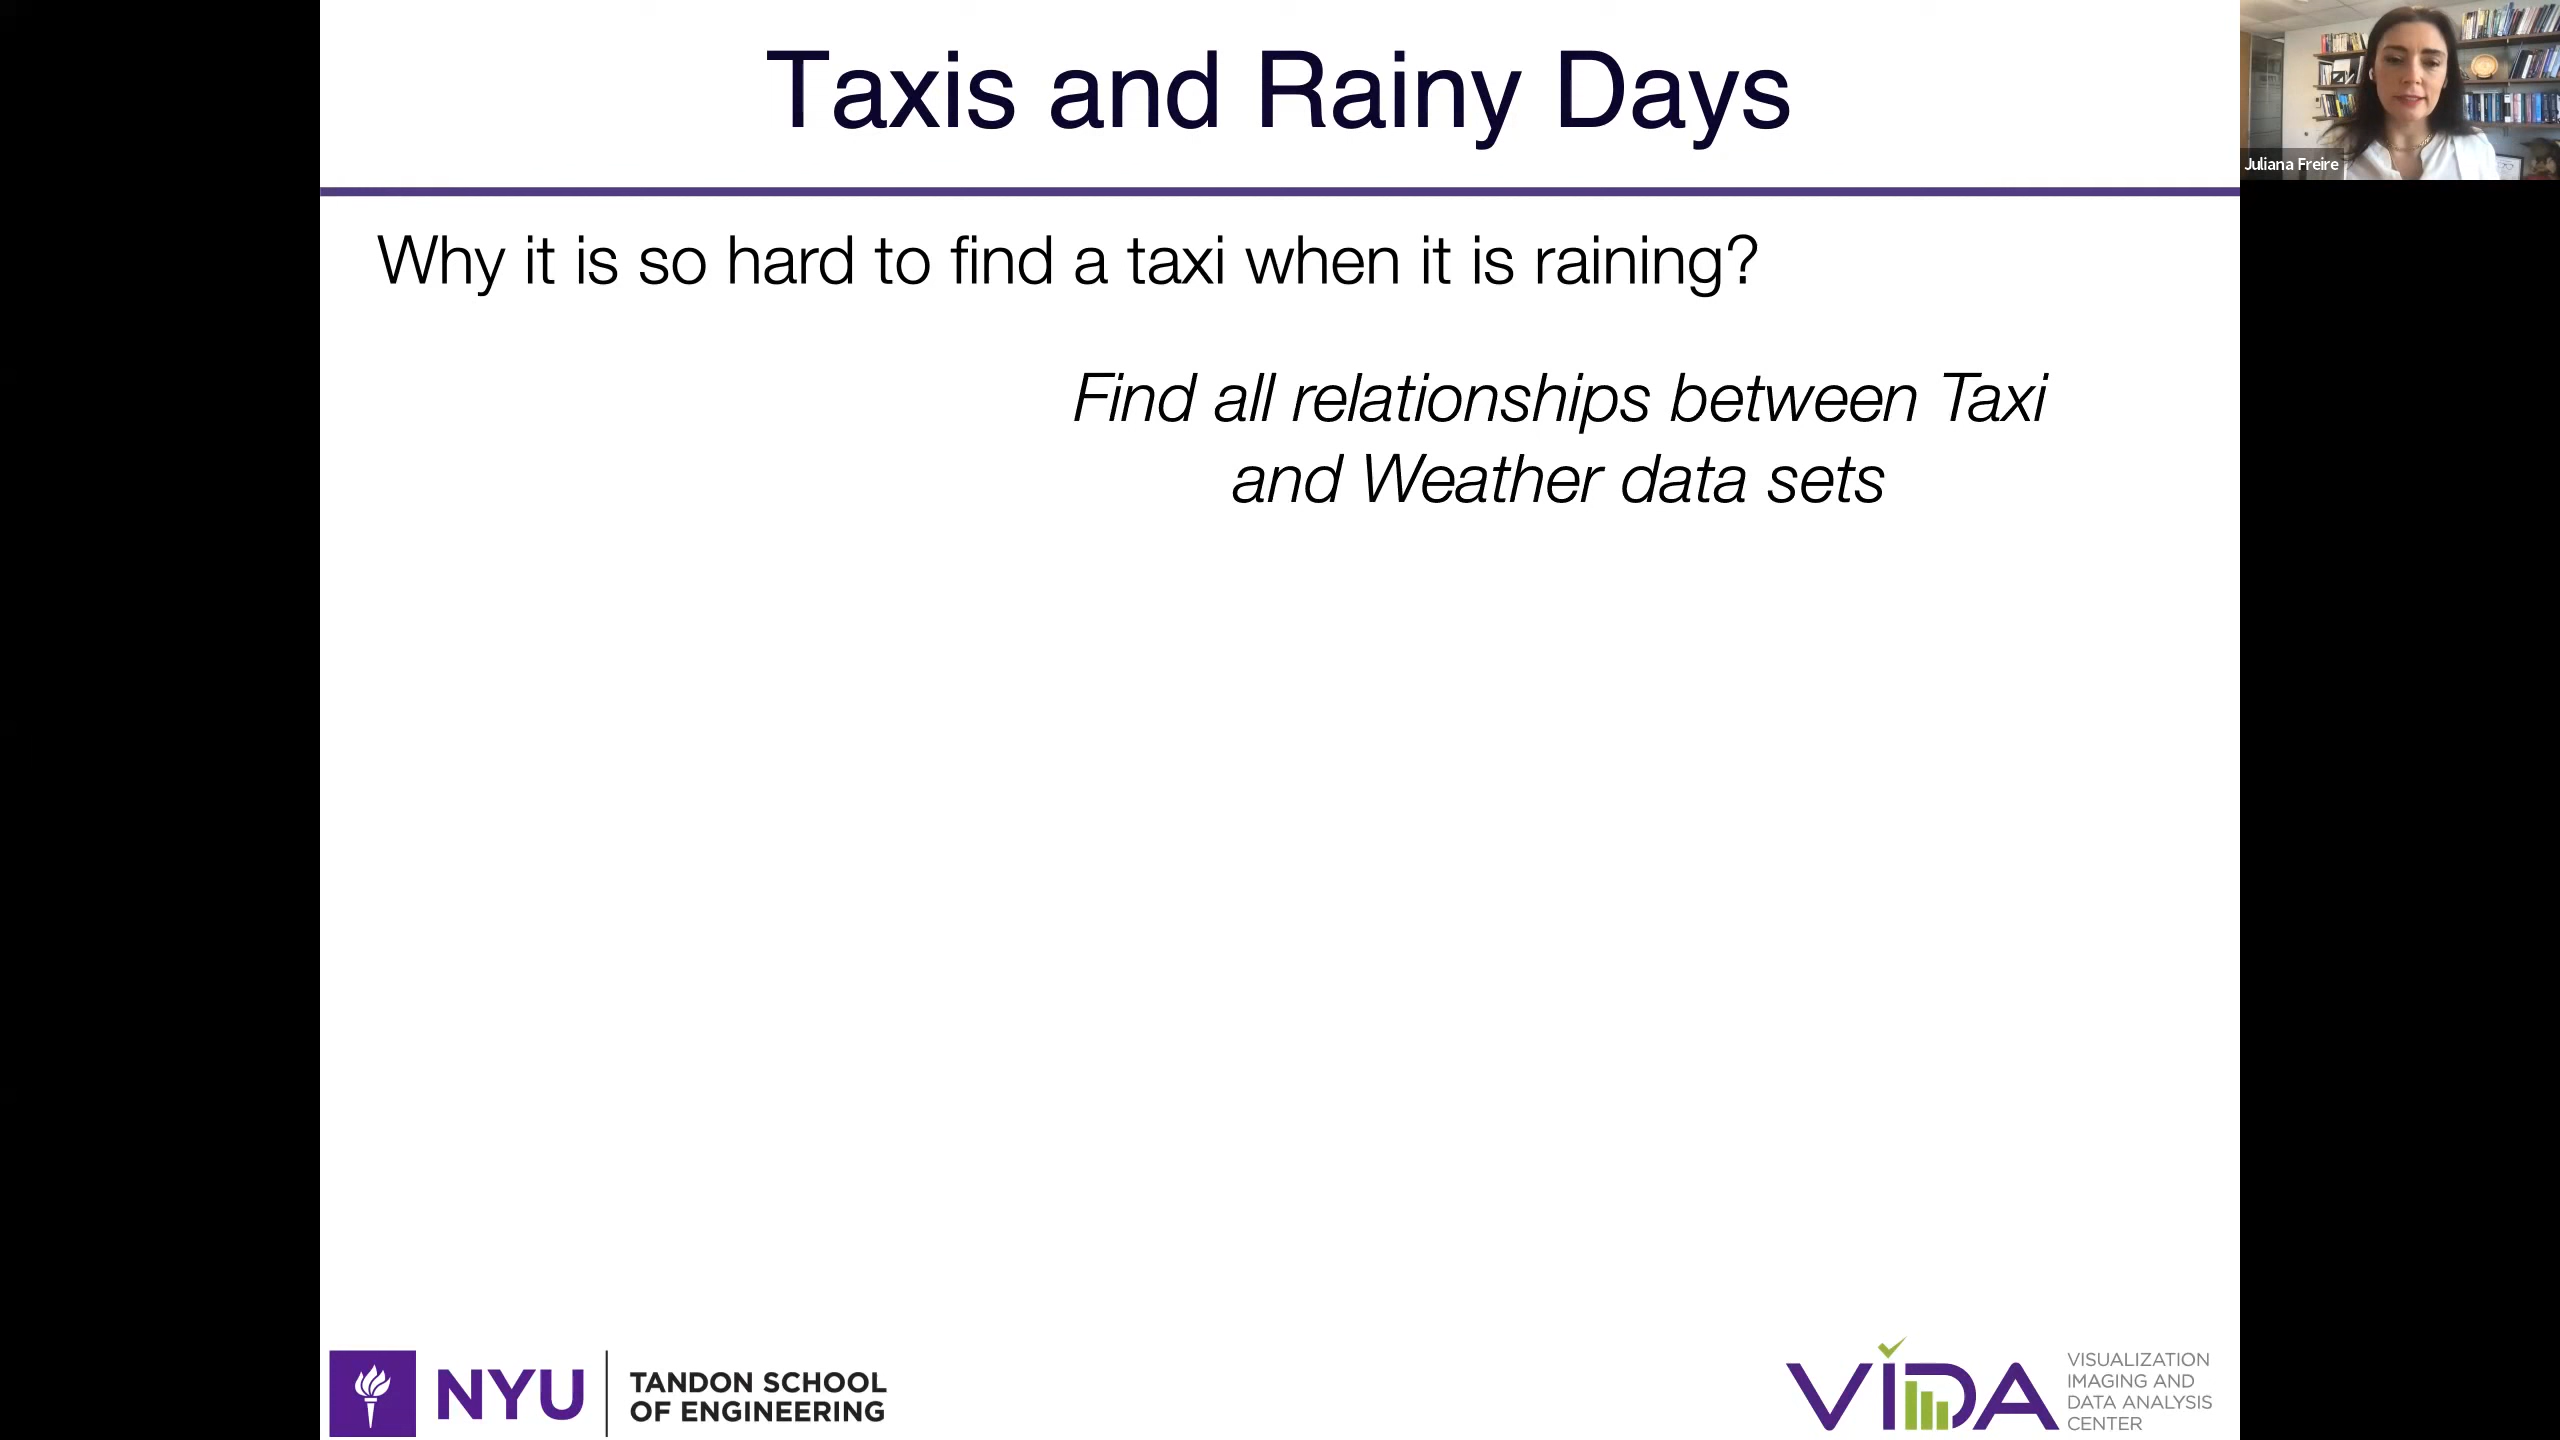 Taxis and Rainy Days
Juliana Freire
Why it is so hard to find a taxi when it is raining?
Find all relationships between Taxi
and Weather data sets
NYU
TANDON SCHOOL
OF ENGINEERING
VIDA
VISUALIZATION
IMAGING AND
DATA ANALYSIS
CENTER